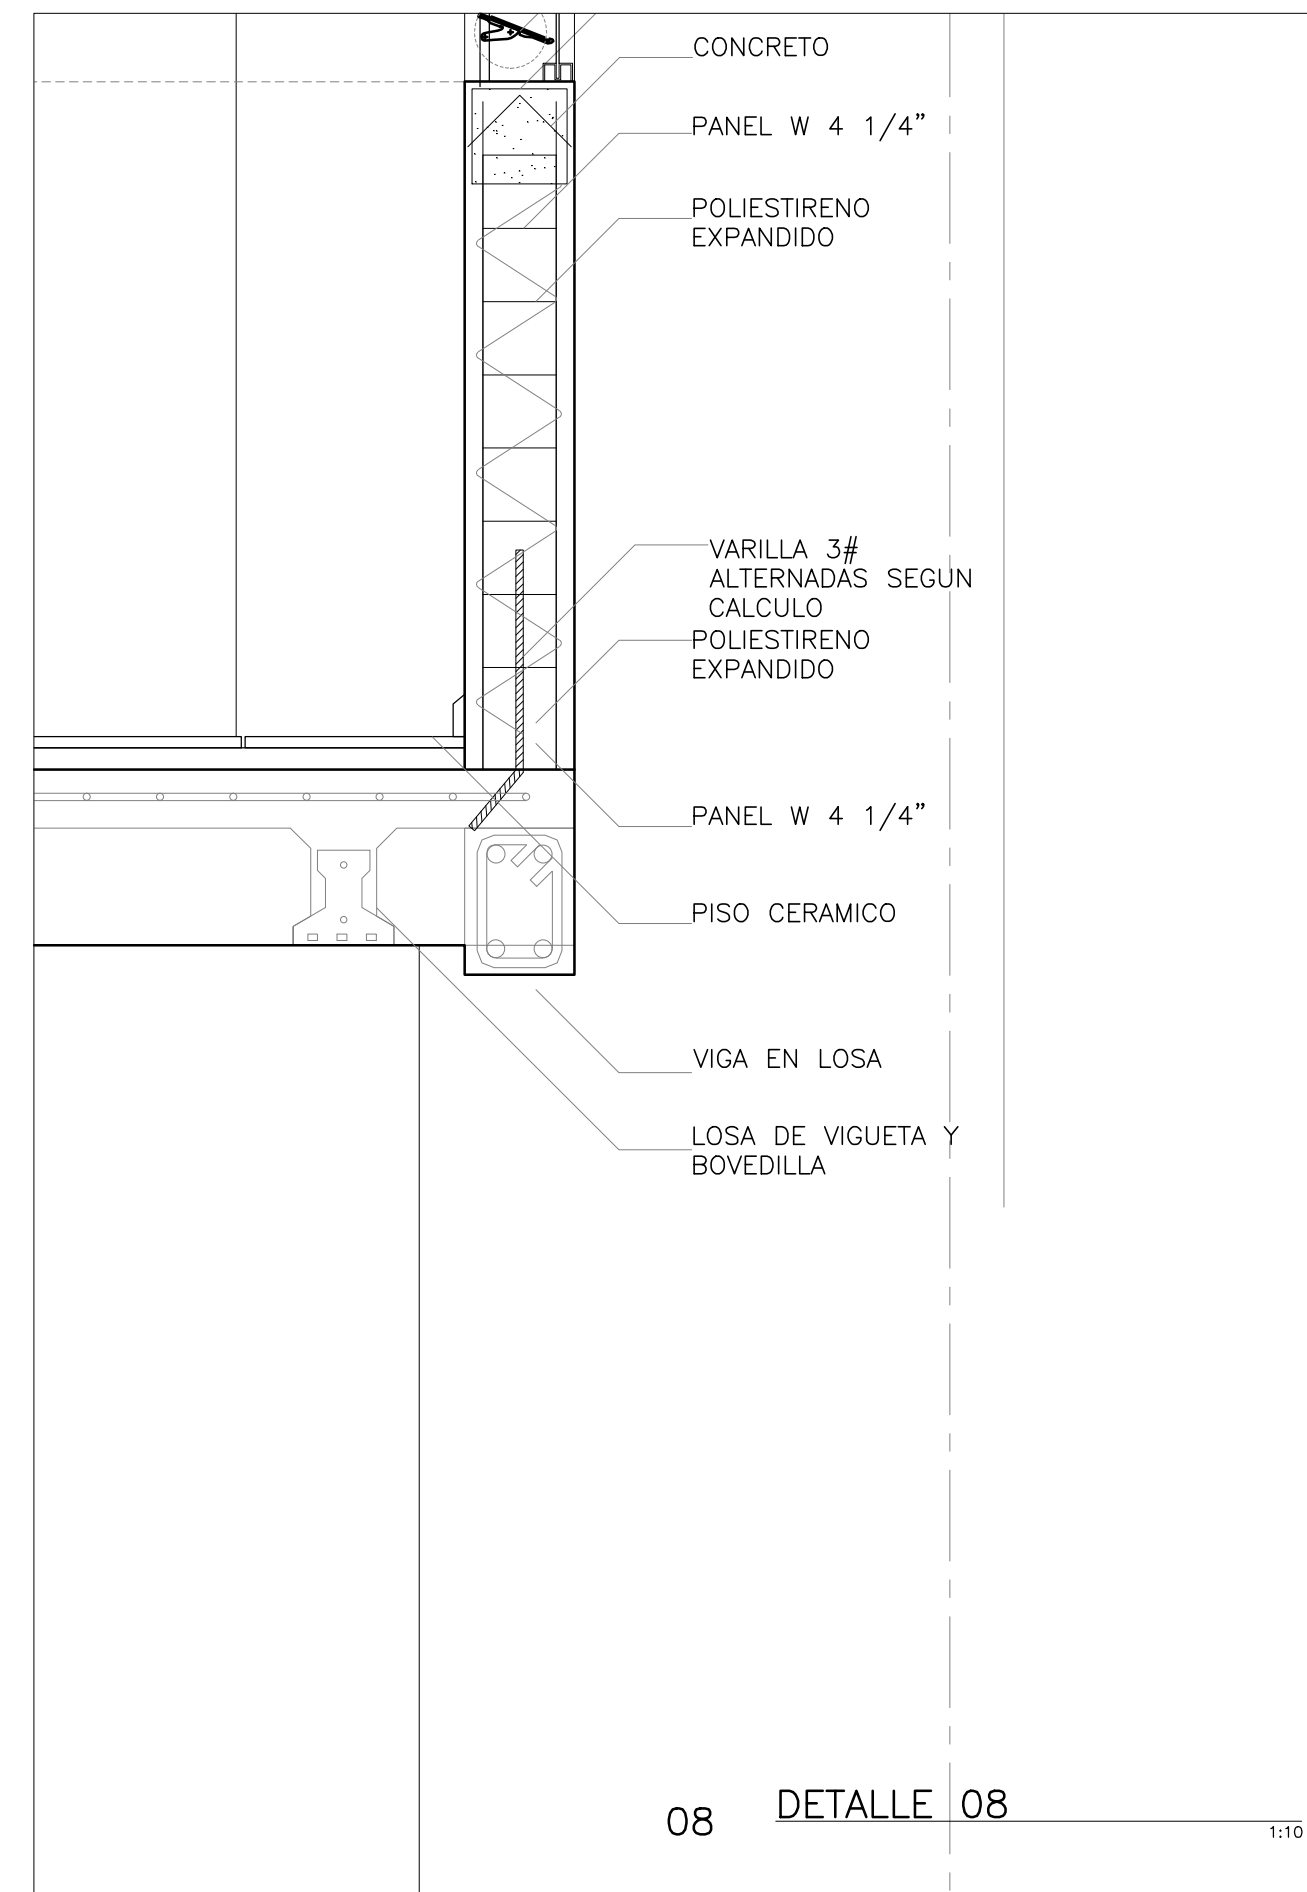 CONCRETO
PANEL W 4 1/4”
POLIESTIRENO
EXPANDIDO
VARILLA 3#
ALTERNADAS SEGUN
CALCULO
POLIESTIRENO
EXPANDIDO
PANEL W 4 1/4”
PISO CERAMICO
VIGA EN LOSA
LOSA DE VIGUETA Y
BOVEDILLA
08 DETALLE 08
1:10